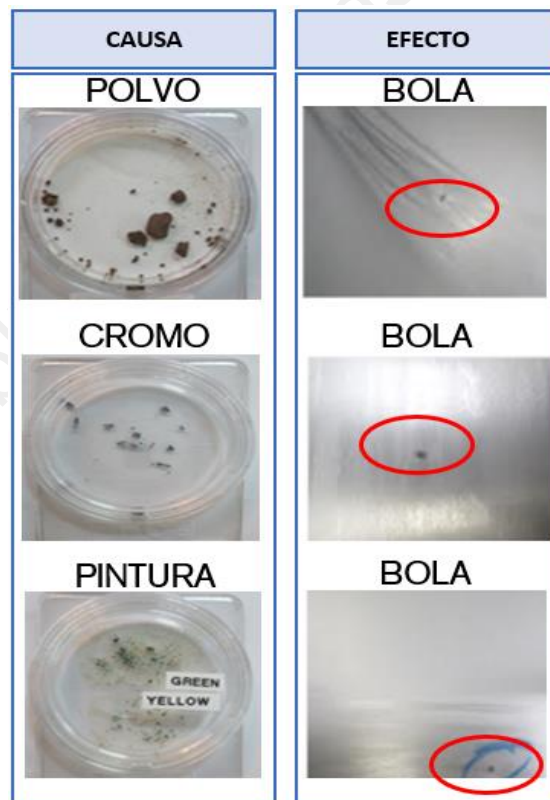 CAUSA
EFECTO
POLVO
BOLA
CROMO
BOLA
PINTURA
BOLA
GREEN
YELLOW